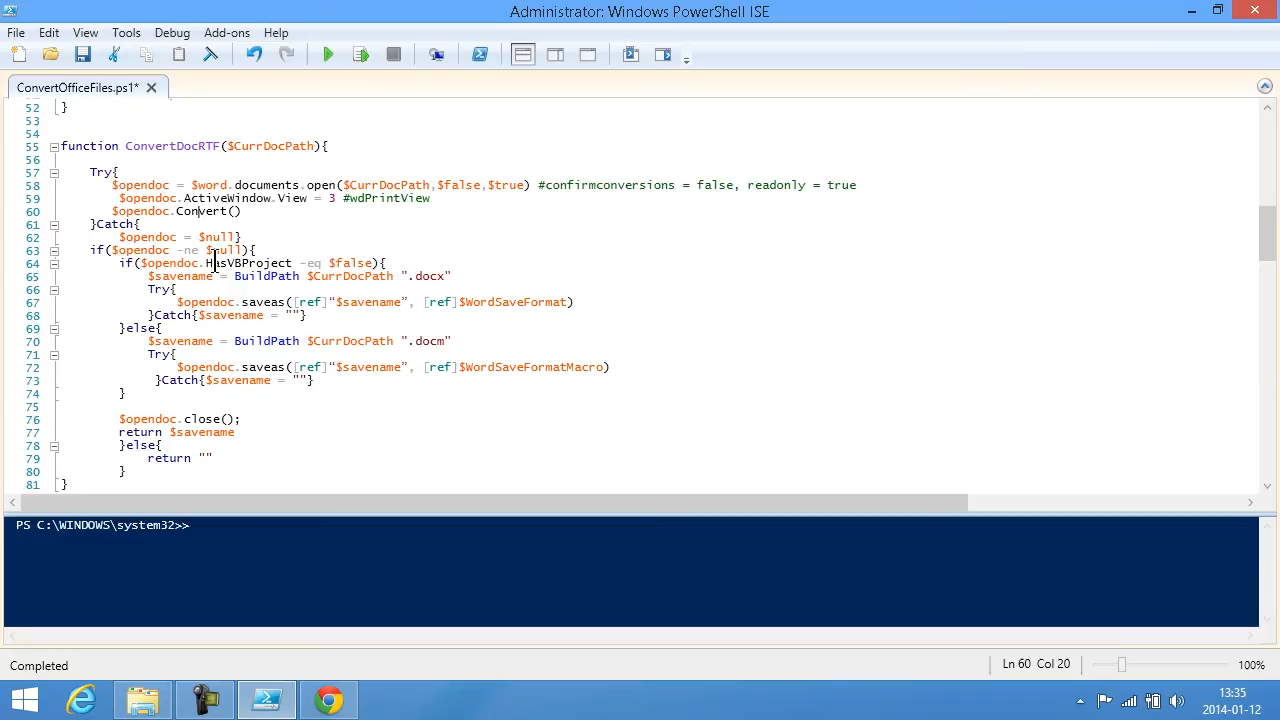 Administrator: Windows PowerShell ISE
File Edit View Tools Debug Add-ons Help
ConvertOfficeFiles.ps1*
52 }
53
54
55 function ConvertDocRTF($CurrDocPath){
56
57 Try{
58 $opendoc = $word.documents.open($CurrDocPath,$false,$true) #confirmconversions = false, readonly = true
59 $opendoc.ActiveWindow.View = 3 #wdPrintView
60 $opendoc.Convert()
61 }Catch{
62 $opendoc = $null}
63 if($opendoc -ne $null){
64 if($opendoc.HasVBProject -eq $false){
65 $savename = BuildPath $CurrDocPath ".docx"
66 Try{
67 $opendoc.saveas([ref]"$savename", [ref]$WordSaveFormat)
68 }Catch{$savename = ""}
69 }else{
70 $savename = BuildPath $CurrDocPath ".docm"
71 Try{
72 $opendoc.saveas([ref]"$savename", [ref]$WordSaveFormatMacro)
73 }Catch{$savename = ""}
74 }
75
76 $opendoc.close();
77 return $savename
78 }else{
79 return ""
80 }
81 }
PS C:\WINDOWS\system32>>
Completed
Ln 60 Col 20
100%
13:35
2014-01-12